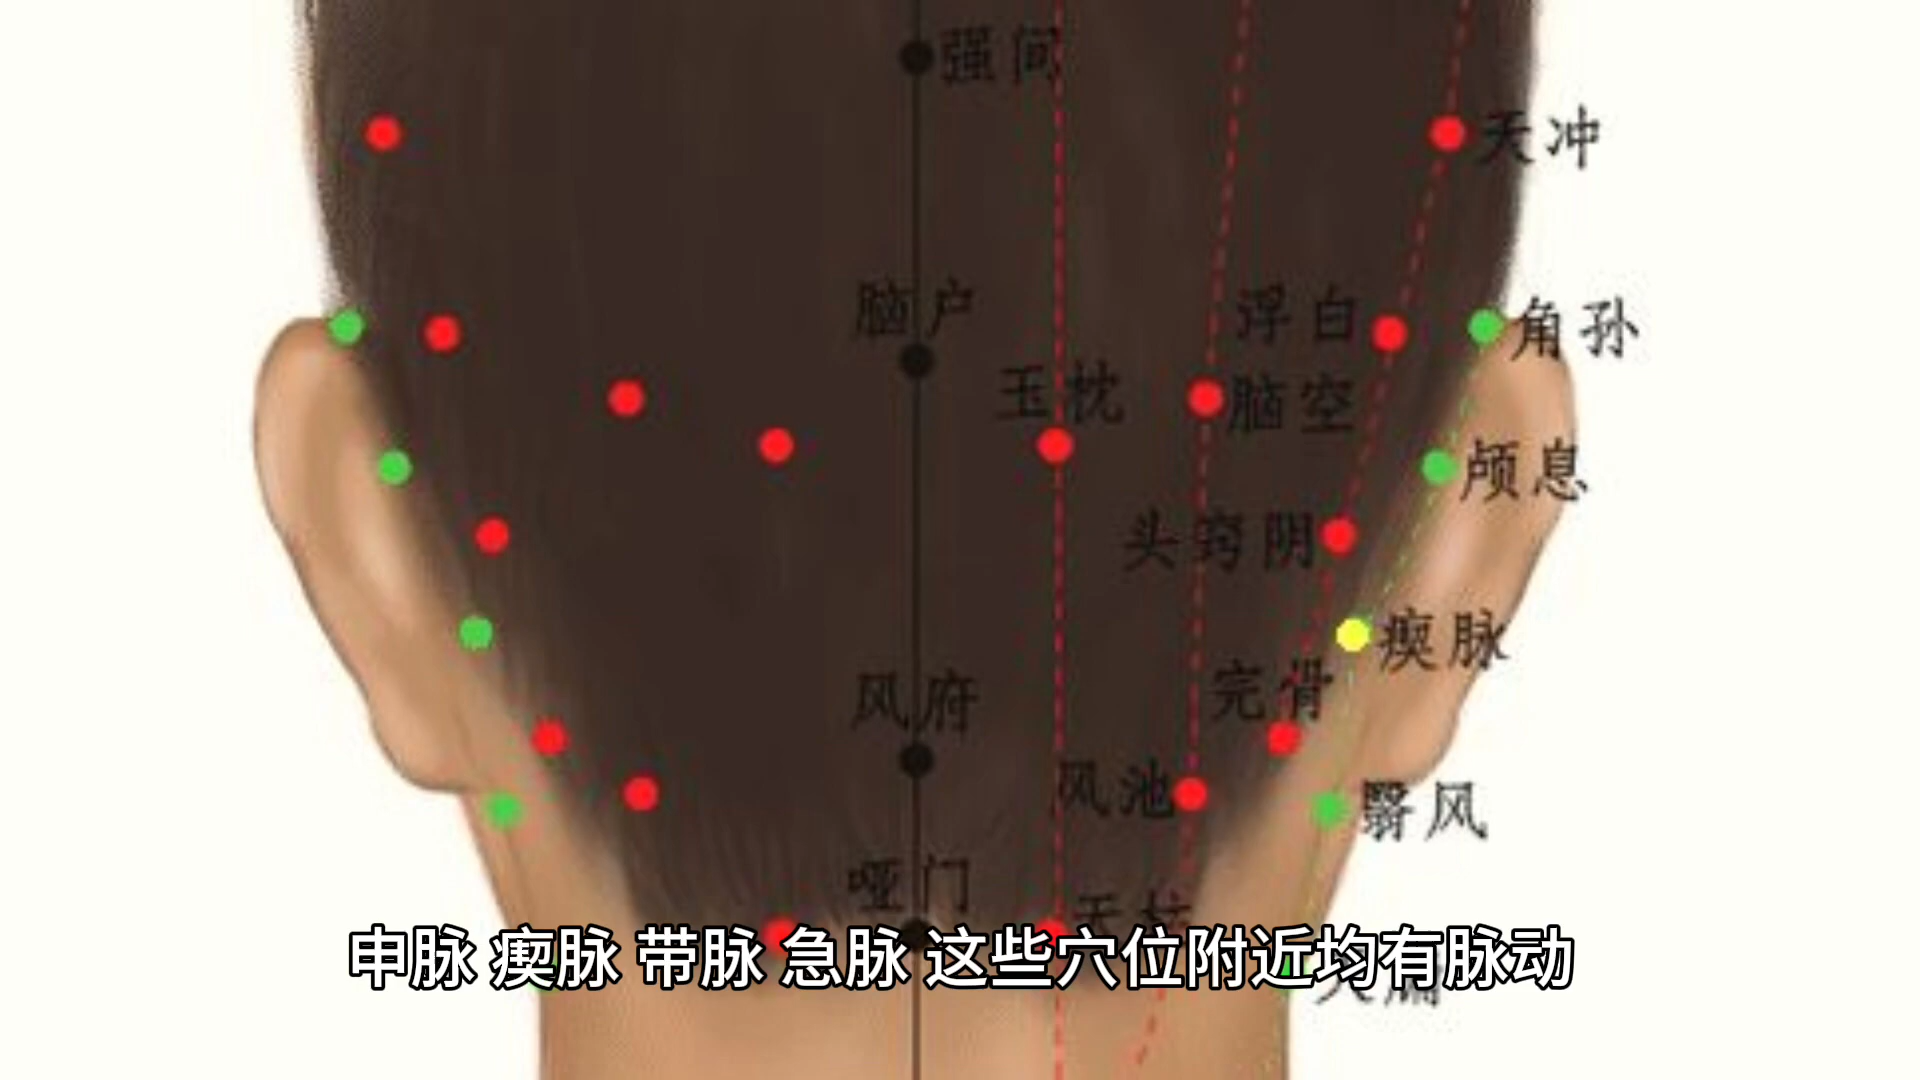 强间
天冲
脑户
浮白
角孙
玉枕
脑空
颅息
头窍阴
瘈脉
完骨
风府
风池
翳风
哑门
天柱
申脉 瘈脉 带脉 急脉 这些穴位附近均有脉动